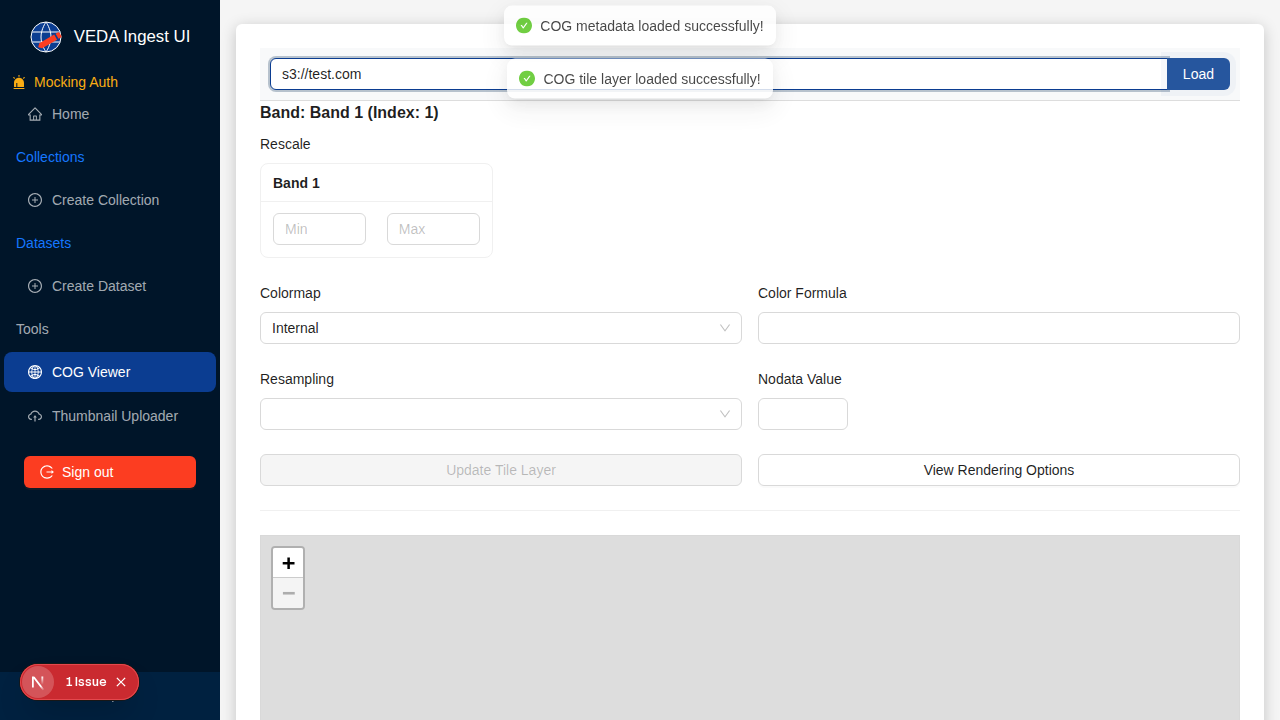 VEDA Ingest UI
Mocking Auth
Home
Collections
Create Collection
Datasets
Create Dataset
Tools
COG Viewer
Thumbnail Uploader
Sign out
1 Issue
COG metadata loaded successfully!
COG tile layer loaded successfully!
s3://test.com
Load
Band: Band 1 (Index: 1)
Rescale
Band 1
Min
Max
Colormap
Color Formula
Internal
Resampling
Nodata Value
Update Tile Layer
View Rendering Options
+
−